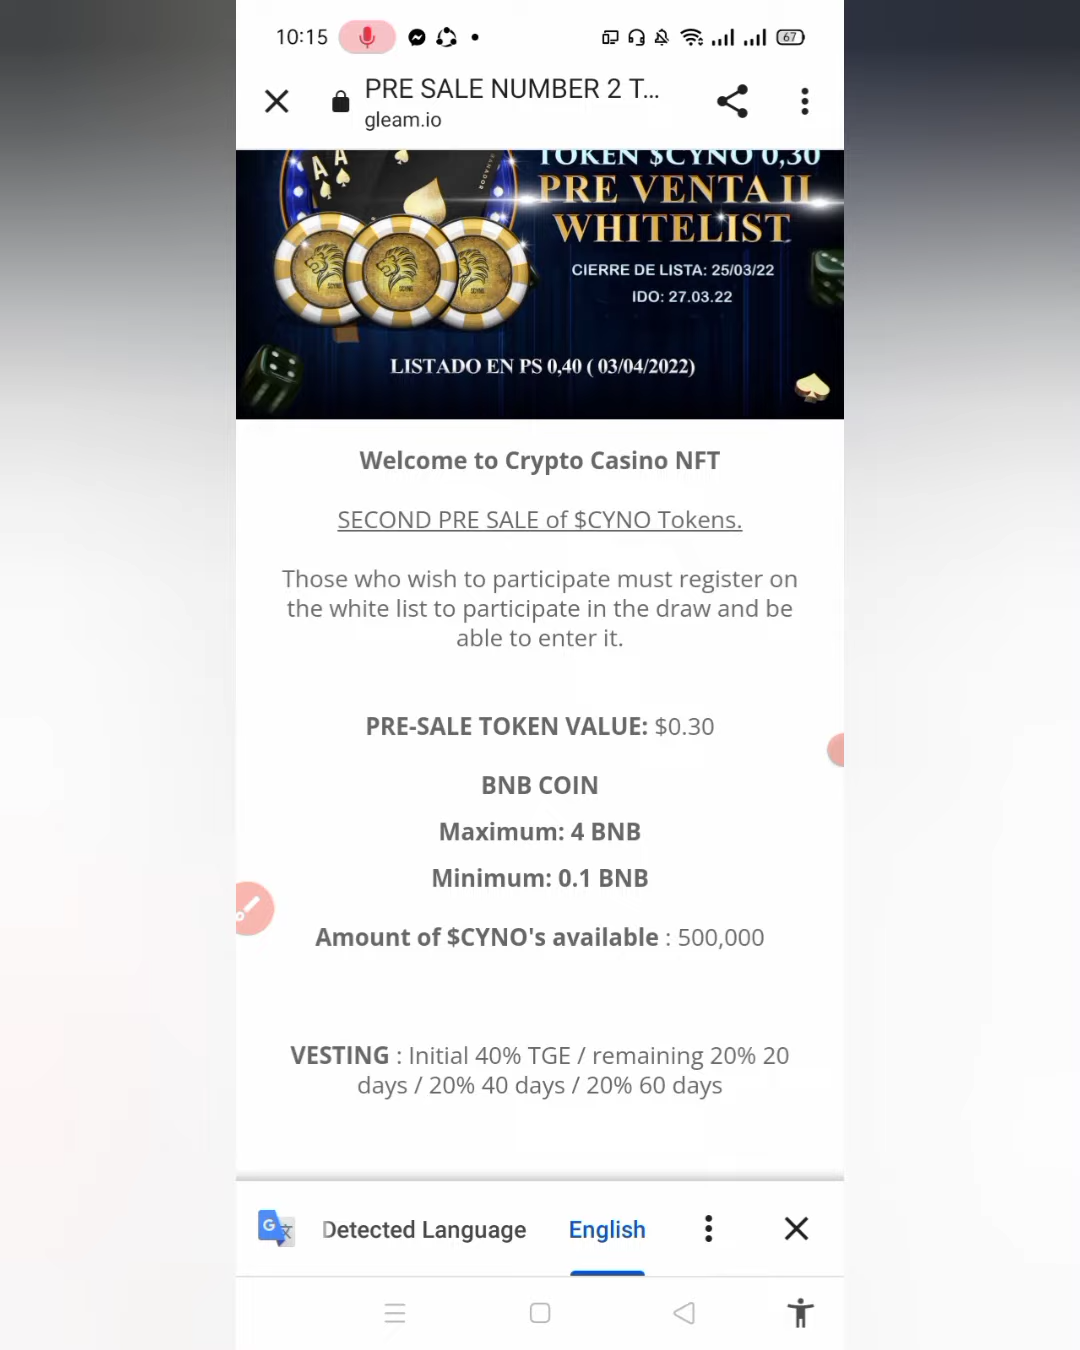 10:15
67
PRE SALE NUMBER 2 T...
gleam.io
TOKEN $CYNO 0,30
PRE VENTA II
WHITELIST
CIERRE DE LISTA: 25/03/22
IDO: 27.03.22
A A
$CYNO
$CYNO
LISTADO EN PS 0,40 ( 03/04/2022)
Welcome to Crypto Casino NFT
SECOND PRE SALE of $CYNO Tokens.
Those who wish to participate must register on
the white list to participate in the draw and be
able to enter it.
PRE-SALE TOKEN VALUE: $0.30
BNB COIN
Maximum: 4 BNB
Minimum: 0.1 BNB
Amount of $CYNO's available : 500,000
VESTING : Initial 40% TGE / remaining 20% 20
days / 20% 40 days / 20% 60 days
G
Detected Language English